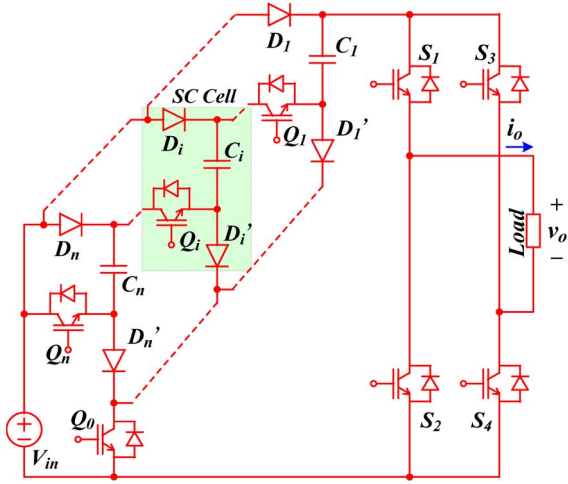 D1
C1
S1
S3
SC Cell
Di
Q1
D1'
io
Ci
Dn
Qi
Di'
+
vo
−
Load
Cn
Qn
Dn'
Q0
S2
S4
Vin